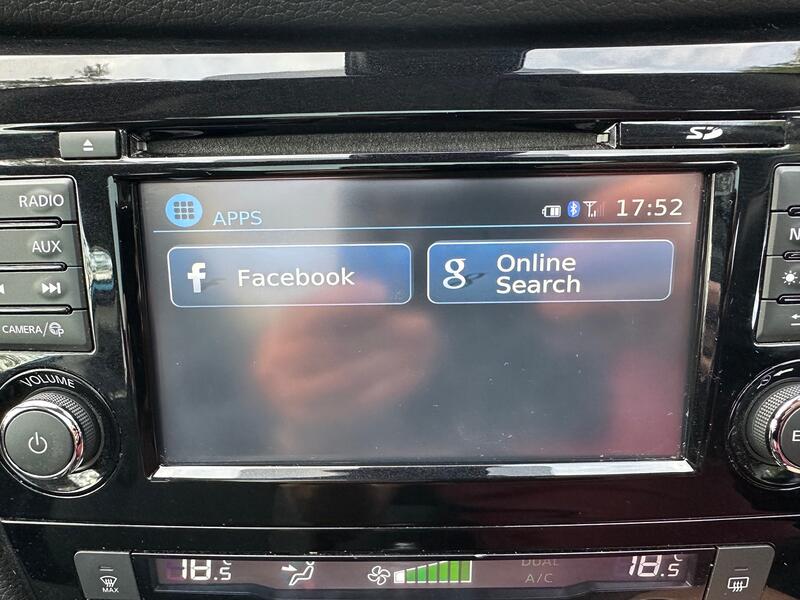 SD
RADIO
AUX
CAMERA/
VOLUME
APPS
17:52
f Facebook
g Online
Search
N
E
MAX
18.5°C
DUAL
A/C
18.5°C